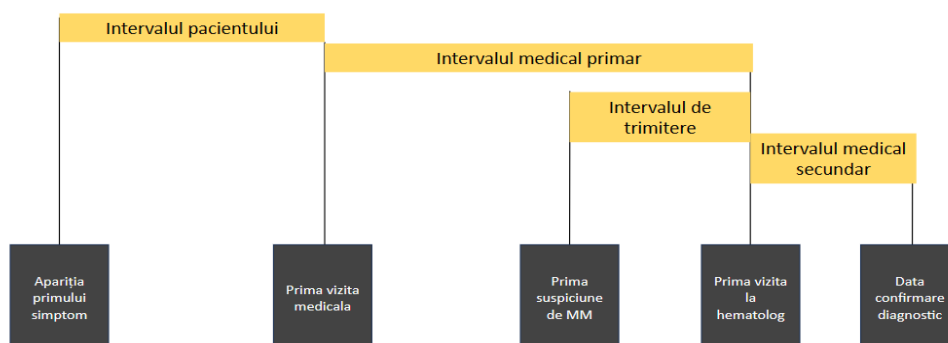 Intervalul pacientului
Intervalul medical primar
Intervalul de
trimitere
Intervalul medical
secundar
Apariția
primului
simptom
Prima vizita
medicala
Prima
suspiciune
de MM
Prima vizita
la
hematolog
Data
confirmare
diagnostic